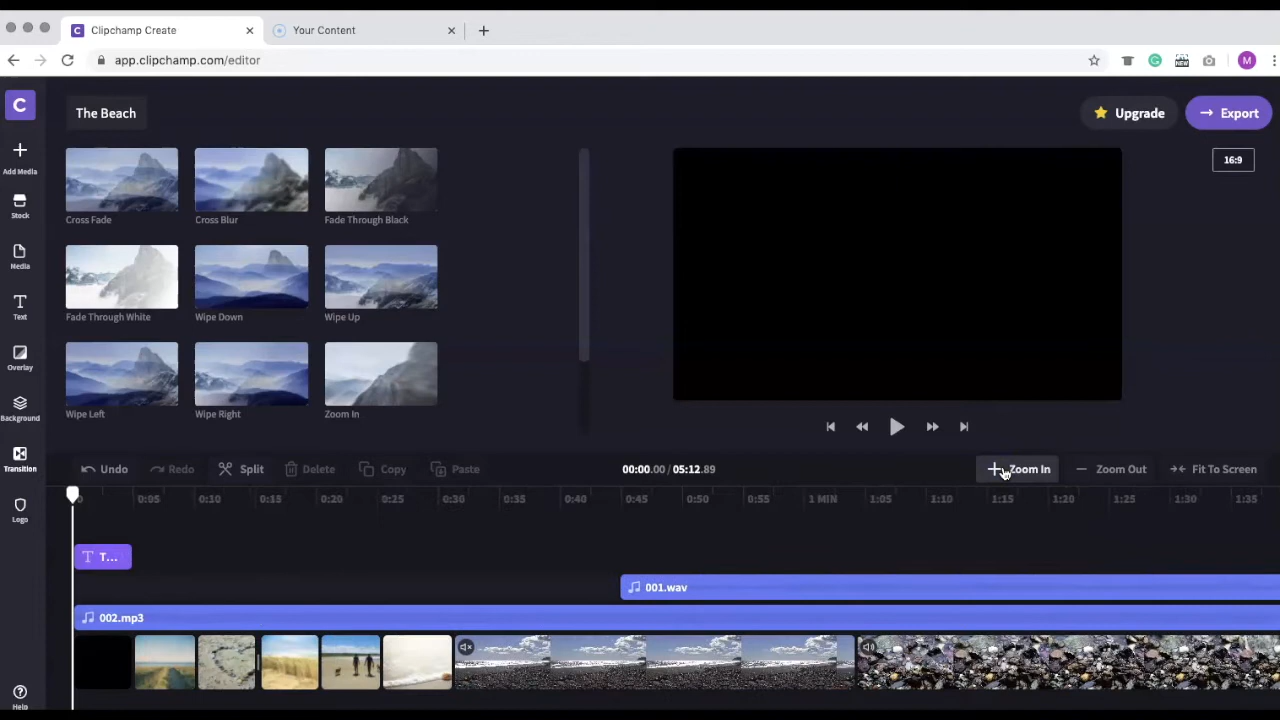 C Clipchamp Create
Your Content
app.clipchamp.com/editor
NEW
M
C
The Beach
Upgrade
Export
Add Media
Stock
Media
Text
Overlay
Background
Transition
Logo
Help
Cross Fade
Cross Blur
Fade Through Black
Fade Through White
Wipe Down
Wipe Up
Wipe Left
Wipe Right
Zoom In
16:9
Undo
Redo
Split
Delete
Copy
Paste
00:00.00 / 05:12.89
Zoom In
Zoom Out
Fit To Screen
0:05 0:10 0:15 0:20 0:25 0:30 0:35 0:40 0:45 0:50 0:55 1 MIN 1:05 1:10 1:15 1:20 1:25 1:30 1:35
T T...
001.wav
002.mp3